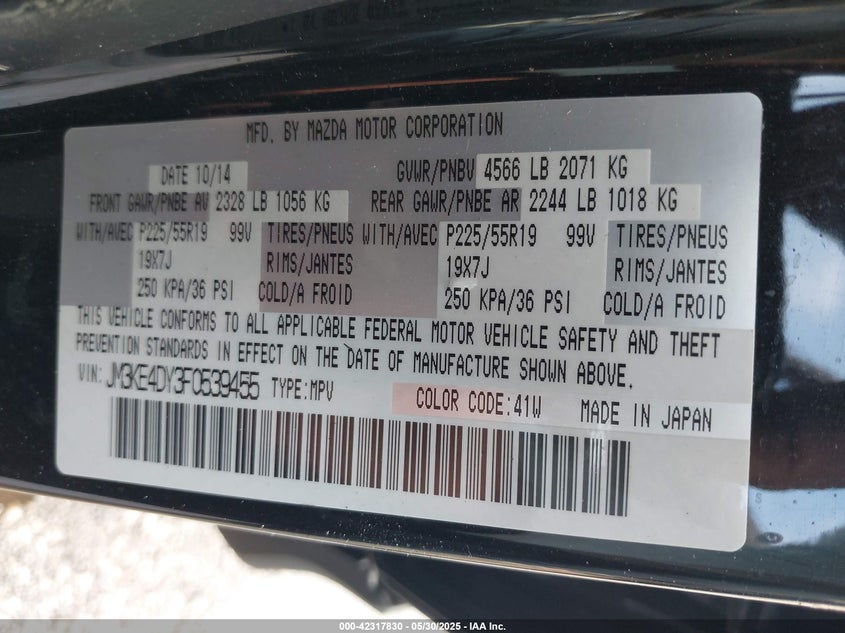 MFD. BY MAZDA MOTOR CORPORATION
DATE 10/14 GVWR/PNBV 4566 LB 2071 KG
FRONT GAWR/PNBE AV 2328 LB 1056 KG REAR GAWR/PNBE AR 2244 LB 1018 KG
WITH/AVEC P225/55R19 99V TIRES/PNEUS WITH/AVEC P225/55R19 99V TIRES/PNEUS
19X7J RIMS/JANTES 19X7J RIMS/JANTES
250 KPA/36 PSI COLD/A FROID 250 KPA/36 PSI COLD/A FROID
THIS VEHICLE CONFORMS TO ALL APPLICABLE FEDERAL MOTOR VEHICLE SAFETY AND THEFT
PREVENTION STANDARDS IN EFFECT ON THE DATE OF MANUFACTURE SHOWN ABOVE.
VIN: JM3KE4DY3F0539455 TYPE:MPV COLOR CODE:41W MADE IN JAPAN
000-42317830 - 05/30/2025 - IAA Inc.